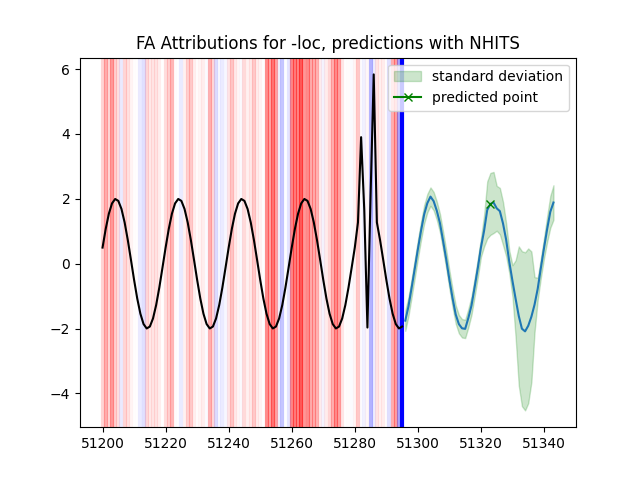 FA Attributions for -loc, predictions with NHITS
standard deviation
predicted point
6
4
2
0
−2
−4
51200 51220 51240 51260 51280 51300 51320 51340